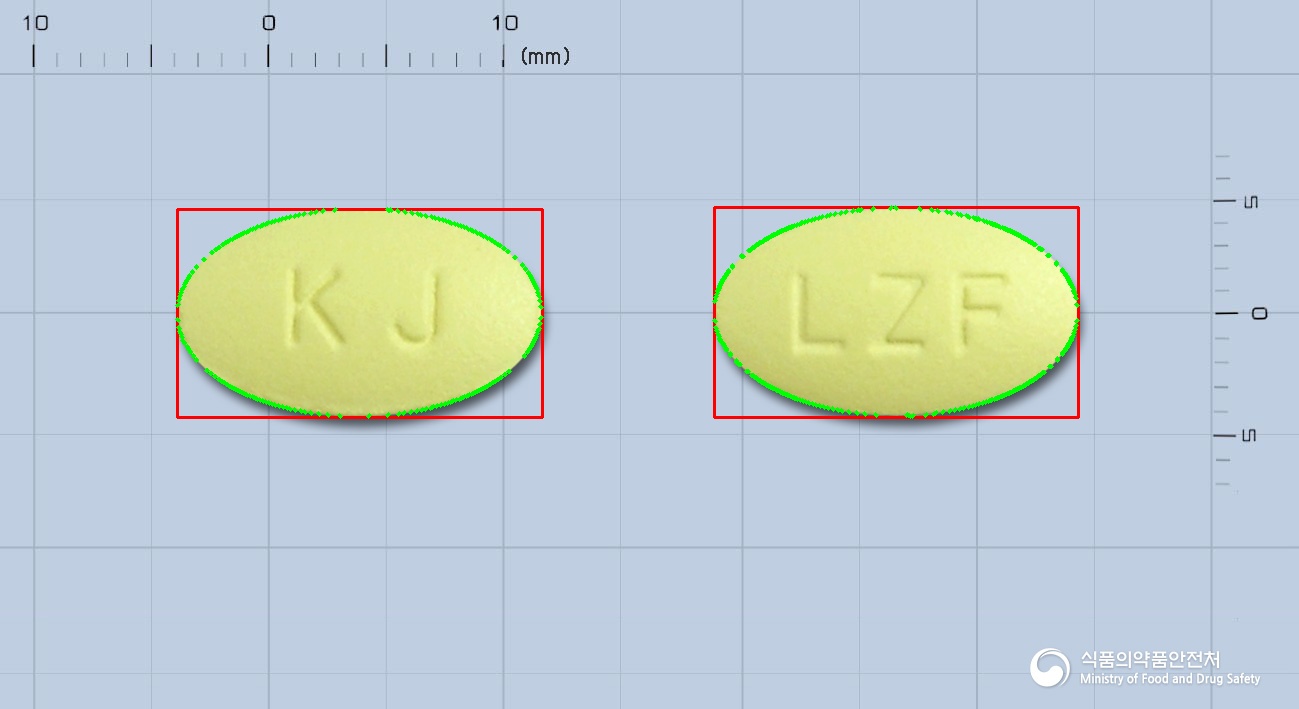 10 0 10
(mm)
KJ
LZF
5
0
5
식품의약품안전처
Ministry of Food and Drug Safety